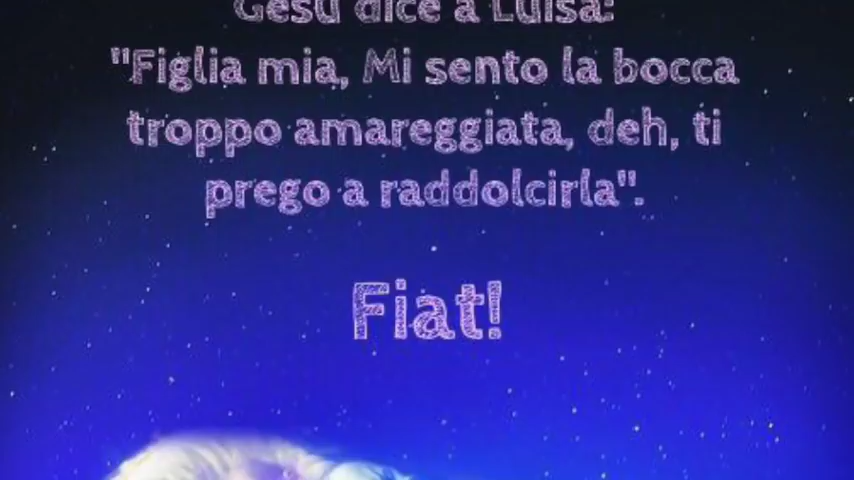 Gesù dice a Luisa:
"Figlia mia, Mi sento la bocca
troppo amareggiata, deh, ti
prego a raddolcirla".
Fiat!